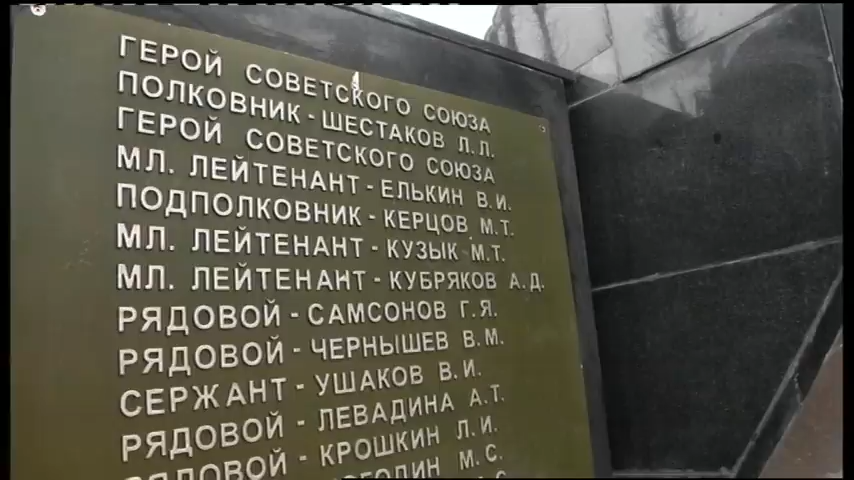 ГЕРОЙ СОВЕТСКОГО СОЮЗА
ПОЛКОВНИК - ШЕСТАКОВ Л.Л.
ГЕРОЙ СОВЕТСКОГО СОЮЗА
МЛ. ЛЕЙТЕНАНТ - ЕЛЬКИН В.И.
ПОДПОЛКОВНИК - КЕРЦОВ М.Т.
МЛ. ЛЕЙТЕНАНТ - КУЗЫК М.Т.
МЛ. ЛЕЙТЕНАНТ - КУБРЯКОВ А.Д.
РЯДОВОЙ - САМСОНОВ Г.Я.
РЯДОВОЙ - ЧЕРНЫШЕВ В.М.
СЕРЖАНТ - УШАКОВ В.И.
РЯДОВОЙ - ЛЕВАДИНА А.Т.
РЯДОВОЙ - КРОШКИН Л.И.
М.С.